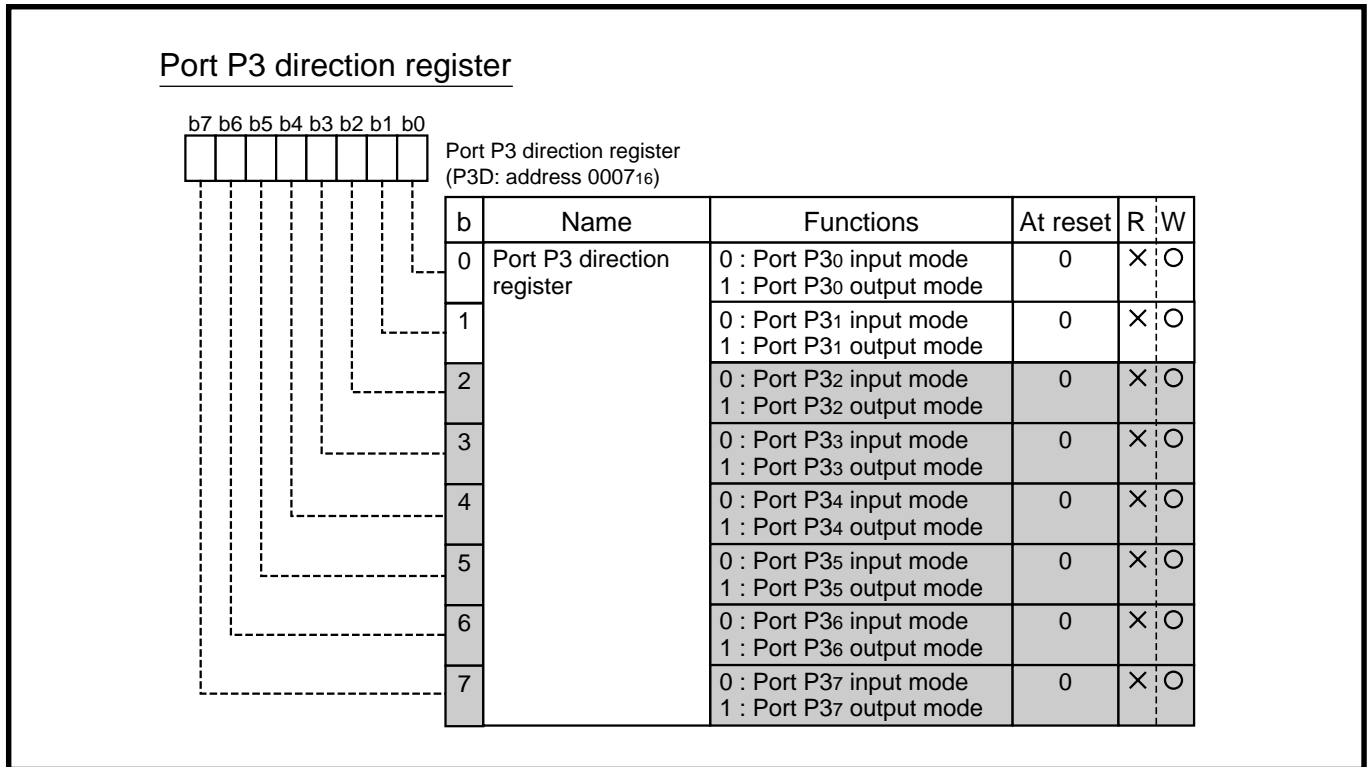 Port P3 direction register
b7 b6 b5 b4 b3 b2 b1 b0
Port P3 direction register
(P3D: address 000716)
b Name Functions At reset R W
0 Port P3 direction register 0 : Port P30 input mode 0 × ○
1 : Port P30 output mode
1 0 : Port P31 input mode 0 × ○
1 : Port P31 output mode
2 0 : Port P32 input mode 0 × ○
1 : Port P32 output mode
3 0 : Port P33 input mode 0 × ○
1 : Port P33 output mode
4 0 : Port P34 input mode 0 × ○
1 : Port P34 output mode
5 0 : Port P35 input mode 0 × ○
1 : Port P35 output mode
6 0 : Port P36 input mode 0 × ○
1 : Port P36 output mode
7 0 : Port P37 input mode 0 × ○
1 : Port P37 output mode